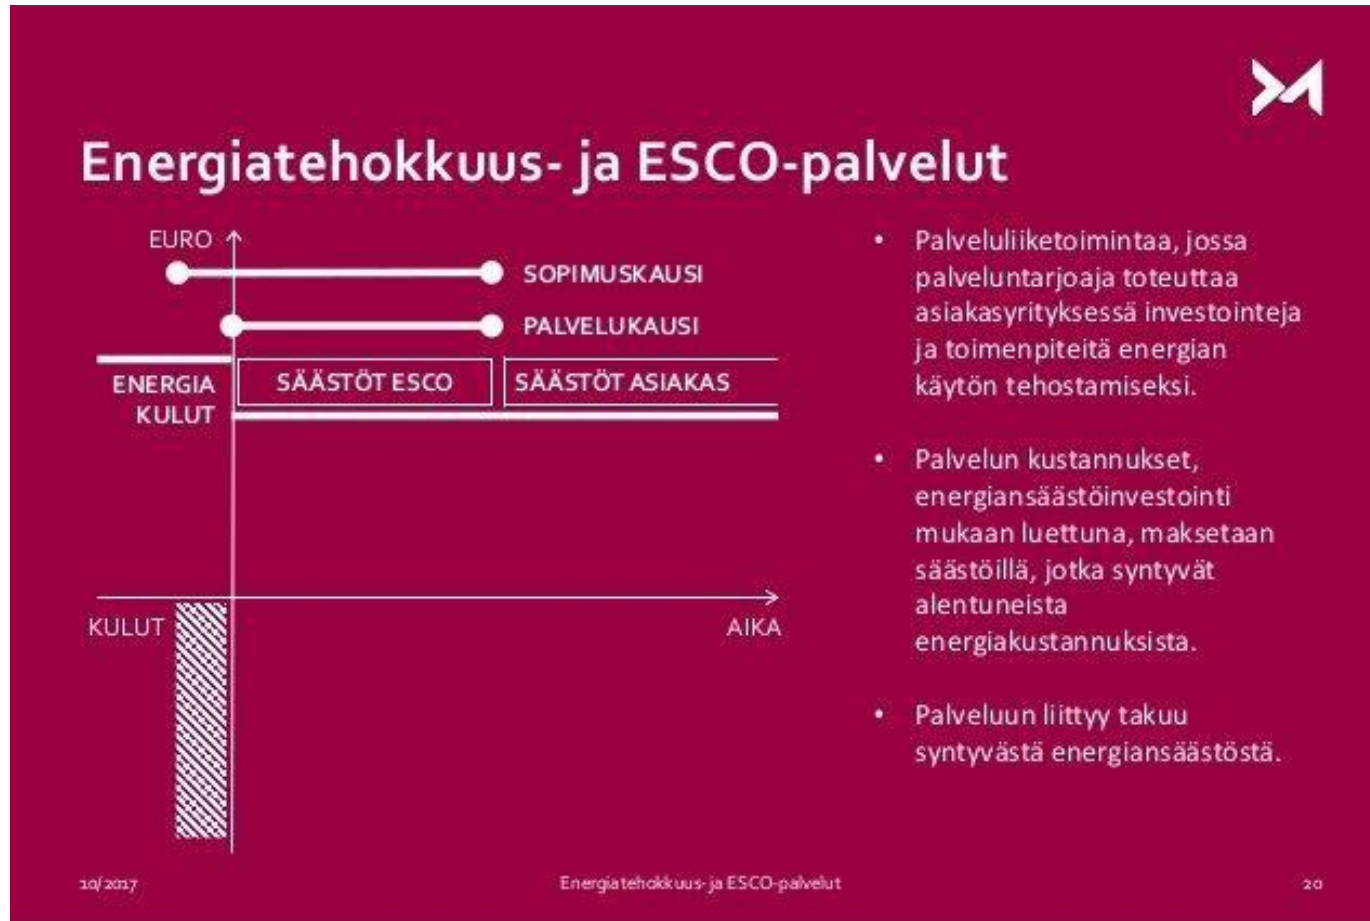 Energiatehokkuus- ja ESCO-palvelut
EURO
SOPIMUSKAUSI
PALVELUKAUSI
ENERGIA
KULUT
SÄÄSTÖT ESCO
SÄÄSTÖT ASIAKAS
KULUT
AIKA
• Palveluliiketoimintaa, jossa
palveluntarjoaja toteuttaa
asiakasyrityksessä investointeja
ja toimenpiteitä energian
käytön tehostamiseksi.
• Palvelun kustannukset,
energiansäästöinvestointi
mukaan luettuna, maksetaan
säästöillä, jotka syntyvät
alentuneista
energiakustannuksista.
• Palveluun liittyy takuu
syntyvästä energiansäästöstä.
10/2017
Energiatehokkuus- ja ESCO-palvelut
20